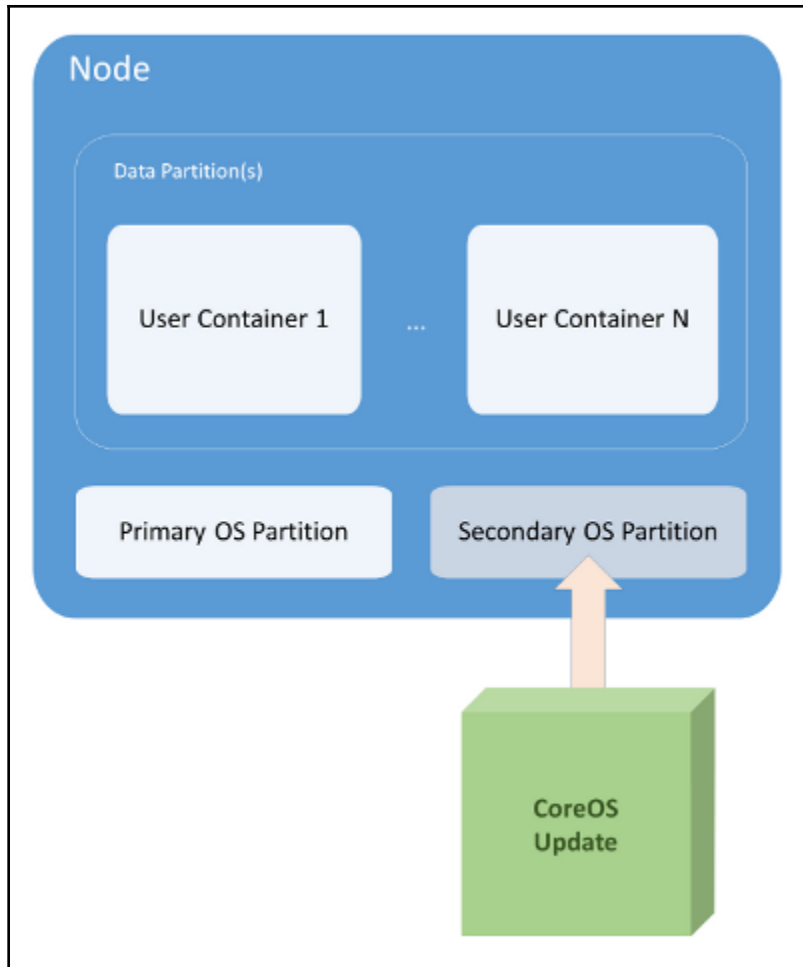 Node
Data Partition(s)
User Container 1
...
User Container N
Primary OS Partition
Secondary OS Partition
CoreOS
Update